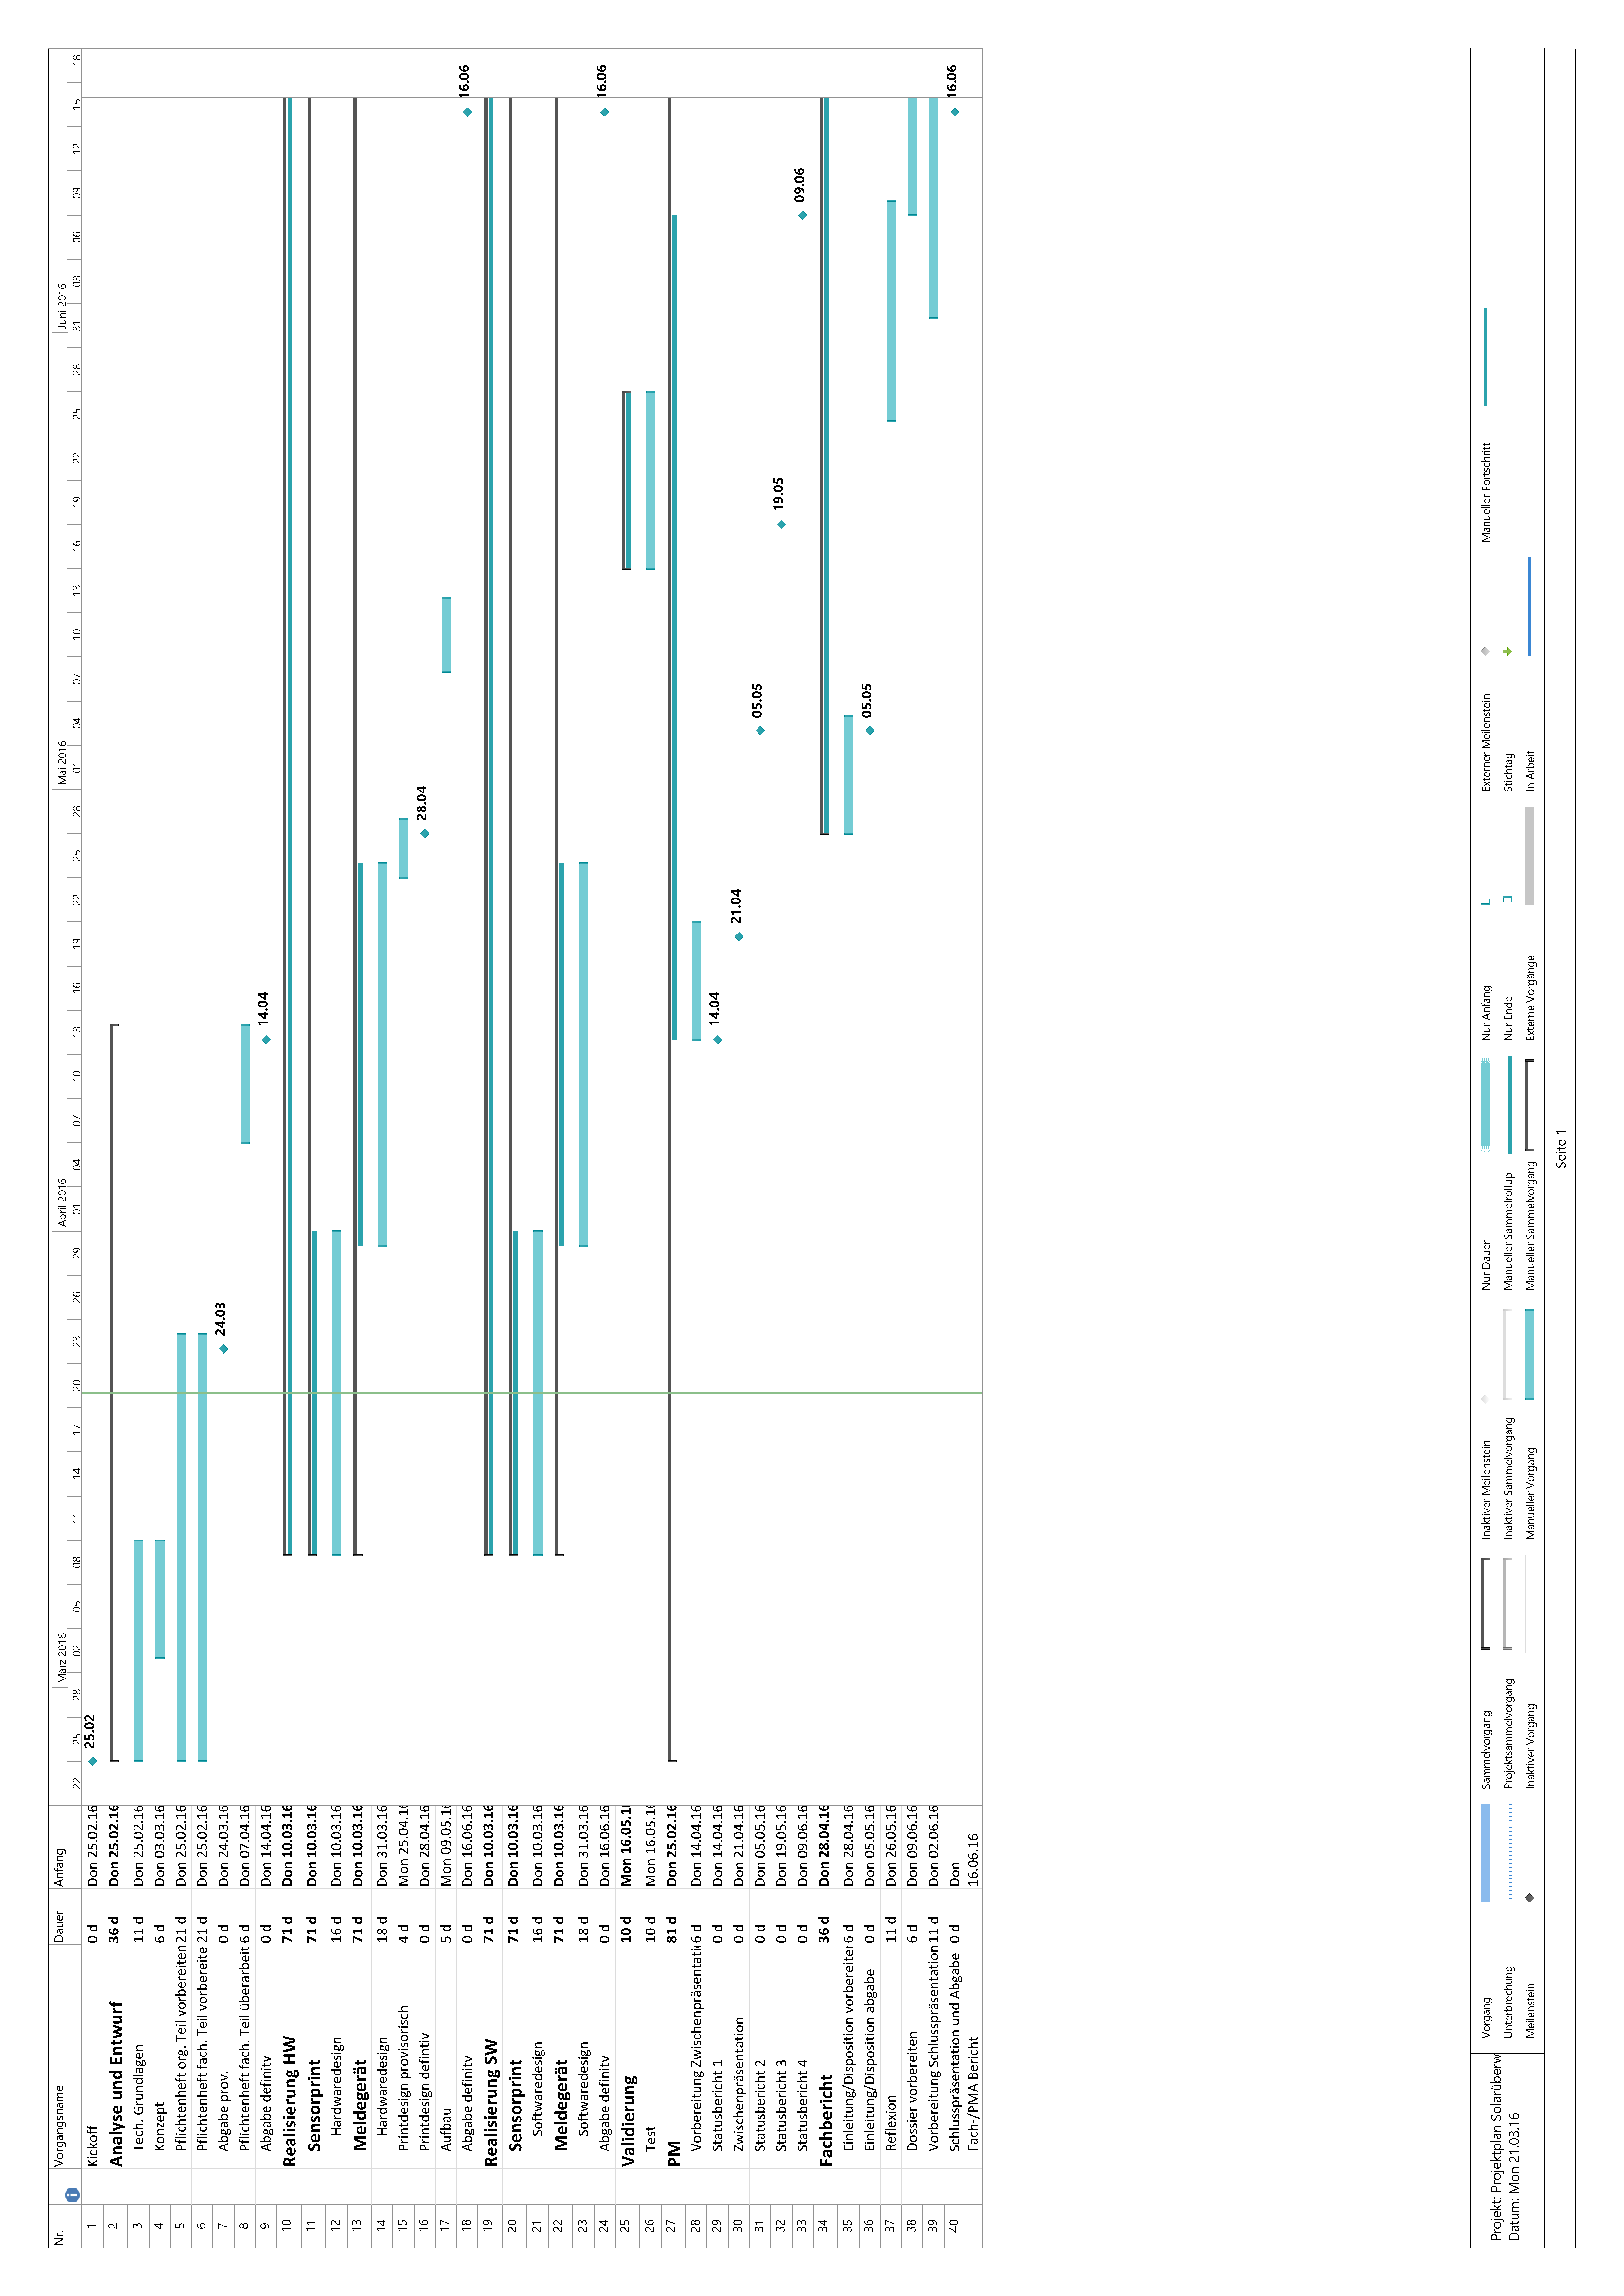 Nr. Vorgangsname Dauer Anfang
März 2016 April 2016 Mai 2016 Juni 2016
22 25 28 02 05 08 11 14 17 20 23 26 29 01 04 07 10 13 16 19 22 25 28 01 04 07 10 13 16 19 22 25 28 31 03 06 09 12 15 18
1 Kickoff 0 d Don 25.02.16 25.02
2 Analyse und Entwurf 36 d Don 25.02.16
3 Tech. Grundlagen 11 d Don 25.02.16
4 Konzept 6 d Don 03.03.16
5 Pflichtenheft org. Teil vorbereiten 21 d Don 25.02.16
6 Pflichtenheft fach. Teil vorbereite 21 d Don 25.02.16
7 Abgabe prov. 0 d Don 24.03.16 24.03
8 Pflichtenheft fach. Teil überarbeit 6 d Don 07.04.16
9 Abgabe definitv 0 d Don 14.04.16 14.04
10 Realisierung HW 71 d Don 10.03.16
11 Sensorprint 71 d Don 10.03.16
12 Hardwaredesign 16 d Don 10.03.16
13 Meldegerät 71 d Don 10.03.16
14 Hardwaredesign 18 d Don 31.03.16
15 Printdesign provisorisch 4 d Mon 25.04.16
16 Printdesign defintiv 0 d Don 28.04.16 28.04
17 Aufbau 5 d Mon 09.05.16
18 Abgabe definitv 0 d Don 16.06.16 16.06
19 Realisierung SW 71 d Don 10.03.16
20 Sensorprint 71 d Don 10.03.16
21 Softwaredesign 16 d Don 10.03.16
22 Meldegerät 71 d Don 10.03.16
23 Softwaredesign 18 d Don 31.03.16
24 Abgabe definitv 0 d Don 16.06.16 16.06
25 Validierung 10 d Mon 16.05.16
26 Test 10 d Mon 16.05.16
27 PM 81 d Don 25.02.16
28 Vorbereitung Zwischenpräsentatic 6 d Don 14.04.16
29 Statusbericht 1 0 d Don 14.04.16 14.04
30 Zwischenpräsentation 0 d Don 21.04.16 21.04
31 Statusbericht 2 0 d Don 05.05.16 05.05
32 Statusbericht 3 0 d Don 19.05.16 19.05
33 Statusbericht 4 0 d Don 09.06.16 09.06
34 Fachbericht 36 d Don 28.04.16
35 Einleitung/Disposition vorbereiter 6 d Don 28.04.16
36 Einleitung/Disposition abgabe 0 d Don 05.05.16 05.05
37 Reflexion 11 d Don 26.05.16
38 Dossier vorbereiten 6 d Don 09.06.16
39 Vorbereitung Schlusspräsentation 11 d Don 02.06.16
40 Schlusspräsentation und Abgabe 0 d Don 16.06
Fach-/PMA Bericht 16.06.16
Projekt: Projektplan Solarüberw
Datum: Mon 21.03.16
Vorgang Sammelvorgang Inaktiver Meilenstein Nur Dauer Nur Anfang Externer Meilenstein Manueller Fortschritt
Unterbrechung Projektsammelvorgang Inaktiver Sammelvorgang Manueller Sammelrollup Nur Ende Stichtag
Meilenstein Inaktiver Vorgang Manueller Vorgang Manueller Sammelvorgang Externe Vorgänge In Arbeit
Seite 1